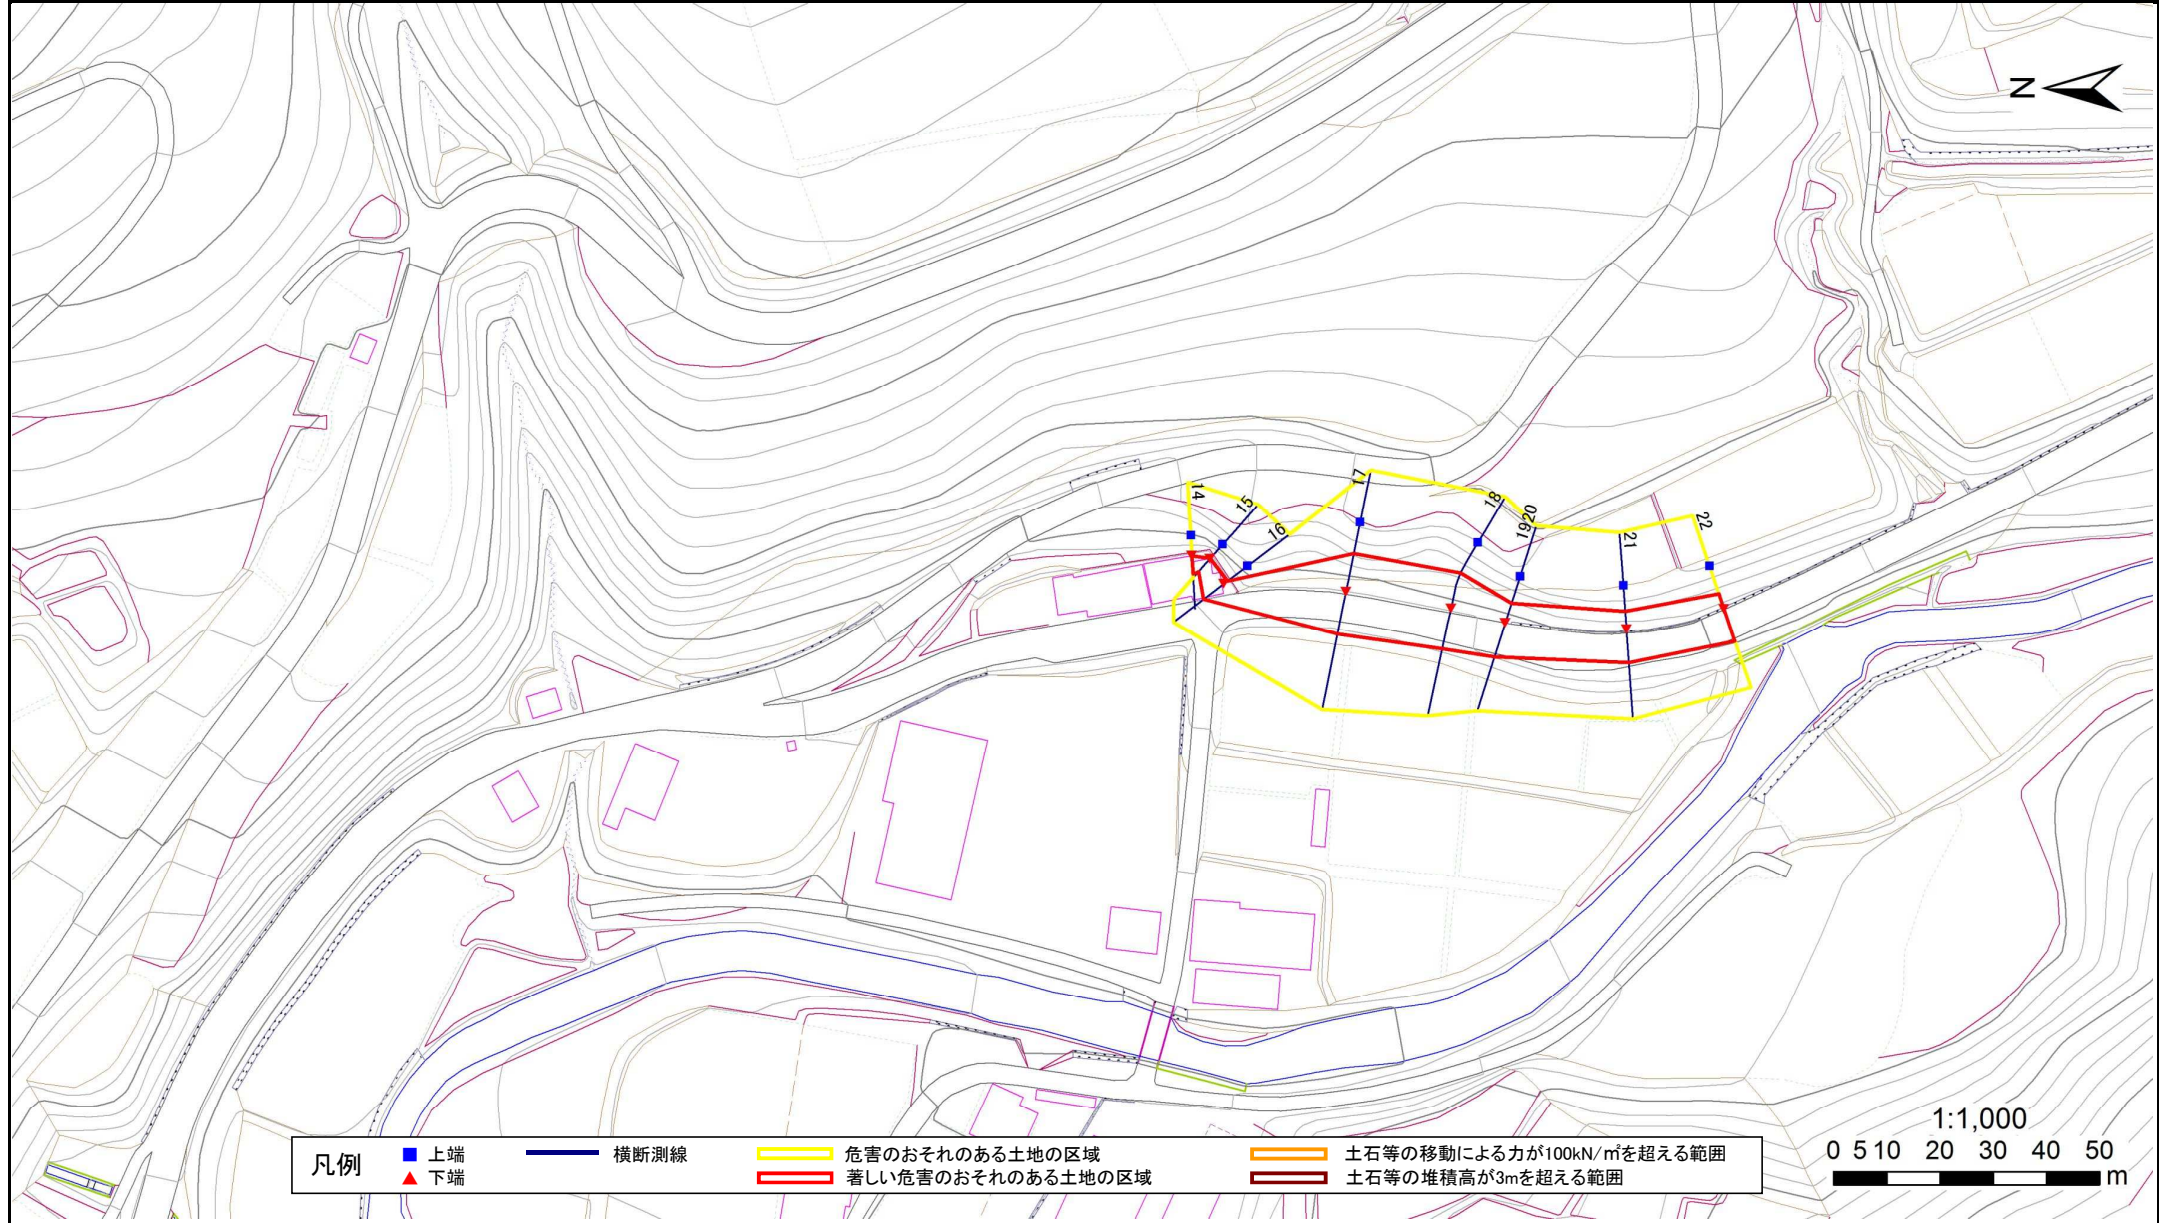 N
14
15
16
17
18
19
20
21
22
1:1,000
0 5 10 20 30 40 50
m
凡例
上端
下端
横断測線
危害のおそれのある土地の区域
著しい危害のおそれのある土地の区域
土石等の移動による力が100kN/㎡を超える範囲
土石等の堆積高が3mを超える範囲